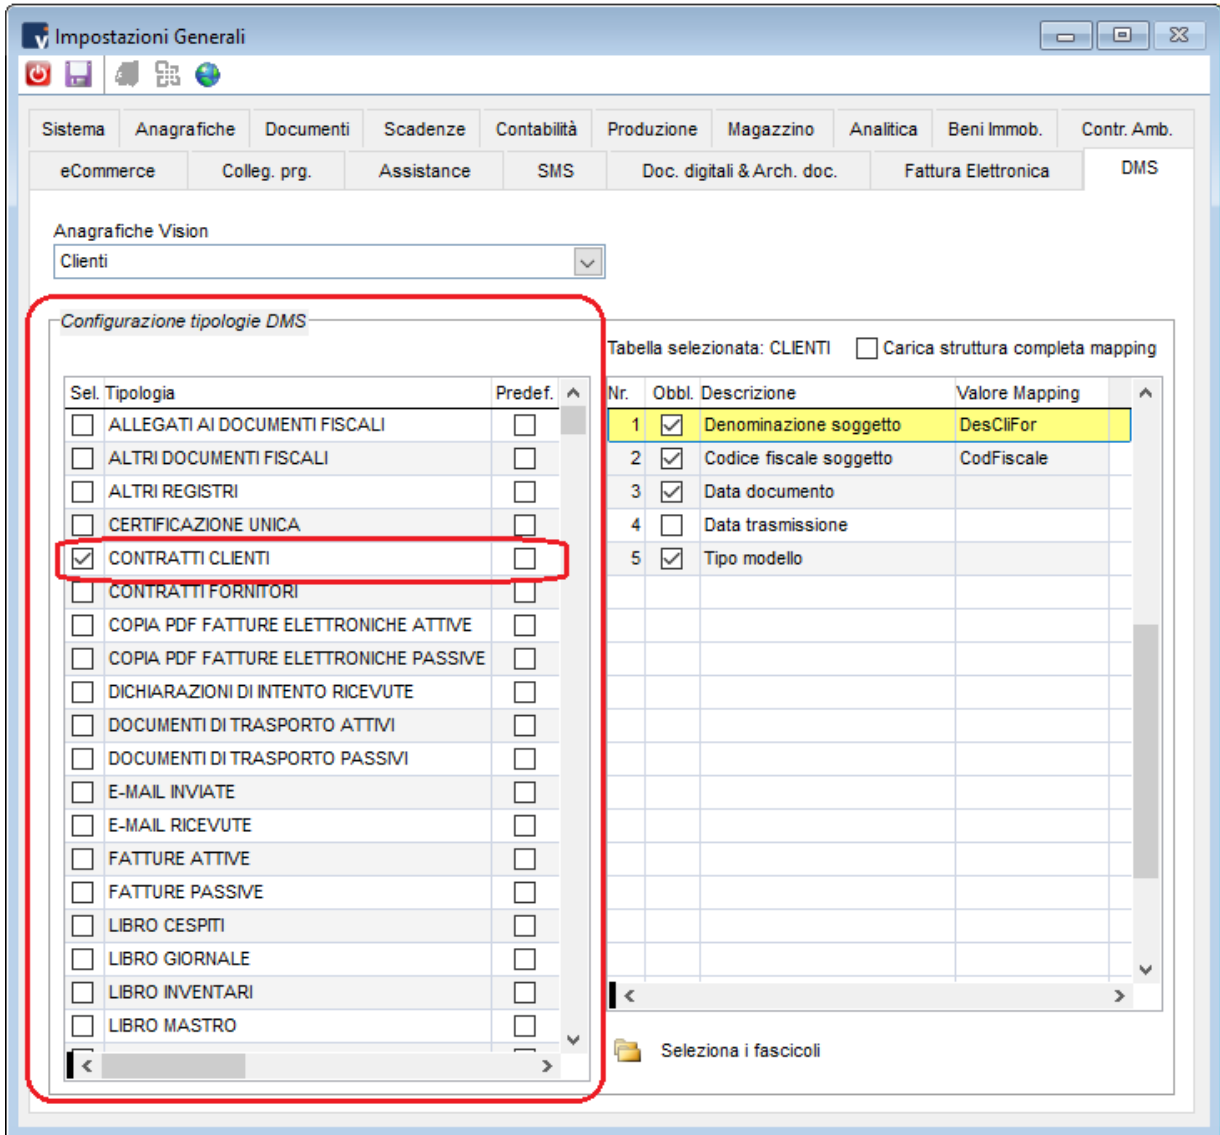 Impostazioni Generali
Sistema Anagrafiche Documenti Scadenze Contabilità Produzione Magazzino Analitica Beni Immob. Contr. Amb.
eCommerce Colleg. prg. Assistance SMS Doc. digitali & Arch. doc. Fattura Elettronica DMS
Anagrafiche Vision
Clienti
Configurazione tipologie DMS
Tabella selezionata: CLIENTI Carica struttura completa mapping
Sel. Tipologia Predef. Nr. Obbl. Descrizione Valore Mapping
ALLEGATI AI DOCUMENTI FISCALI 1 Denominazione soggetto DesCliFor
ALTRI DOCUMENTI FISCALI 2 Codice fiscale soggetto CodFiscale
ALTRI REGISTRI 3 Data documento
CERTIFICAZIONE UNICA 4 Data trasmissione
CONTRATTI CLIENTI 5 Tipo modello
CONTRATTI FORNITORI
COPIA PDF FATTURE ELETTRONICHE ATTIVE
COPIA PDF FATTURE ELETTRONICHE PASSIVE
DICHIARAZIONI DI INTENTO RICEVUTE
DOCUMENTI DI TRASPORTO ATTIVI
DOCUMENTI DI TRASPORTO PASSIVI
E-MAIL INVIATE
E-MAIL RICEVUTE
FATTURE ATTIVE
FATTURE PASSIVE
LIBRO CESPITI
LIBRO GIORNALE
LIBRO INVENTARI
LIBRO MASTRO
Seleziona i fascicoli